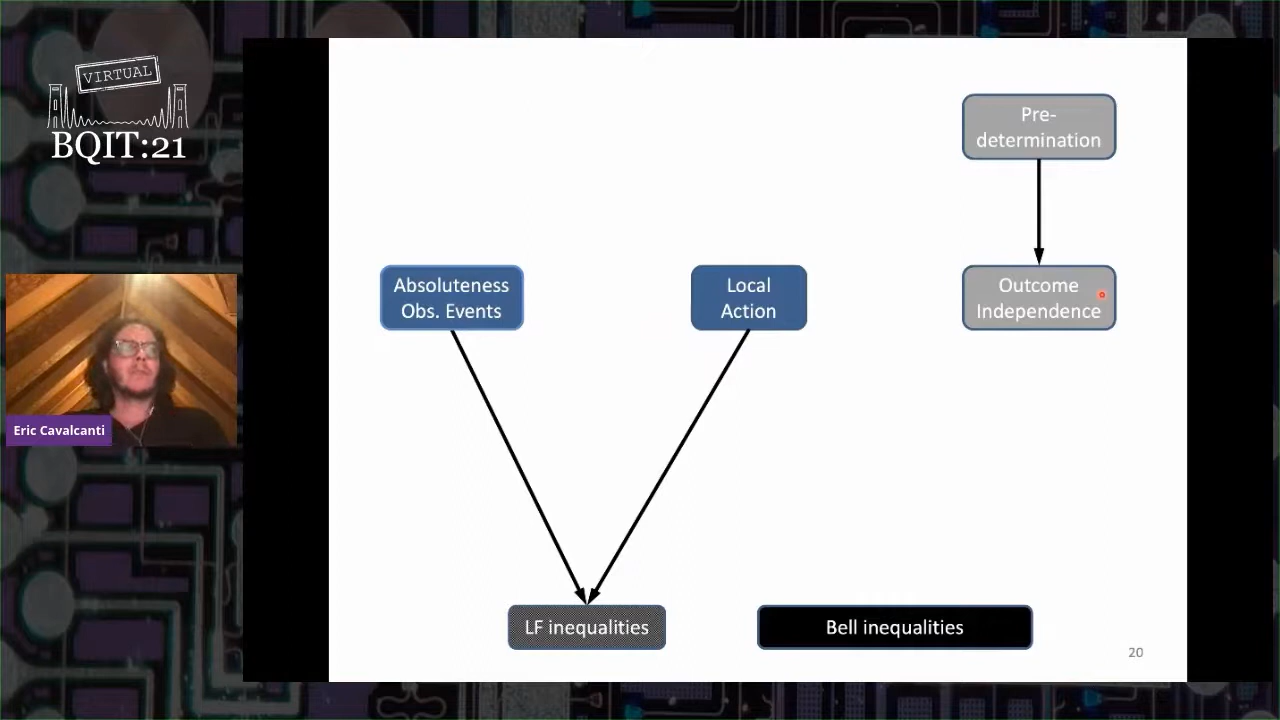 VIRTUAL
BQIT:21
Pre-
determination
Absoluteness
Obs. Events
Local
Action
Outcome
Independence
Eric Cavalcanti
LF inequalities
Bell inequalities
20